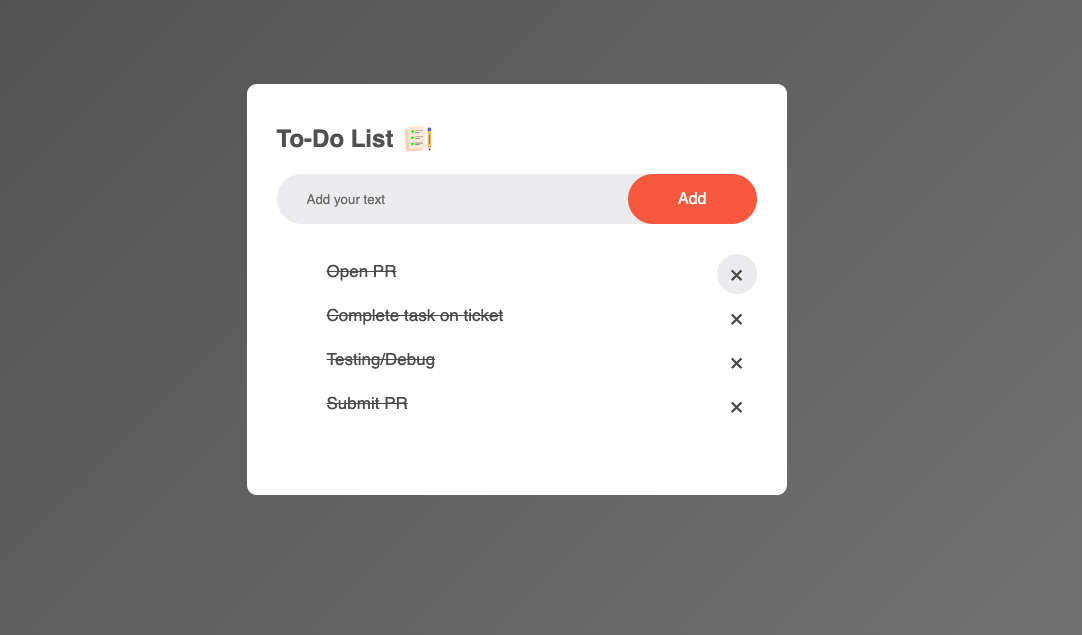 To-Do List
Add your text
Add
Open PR
×
Complete task on ticket
×
Testing/Debug
×
Submit PR
×